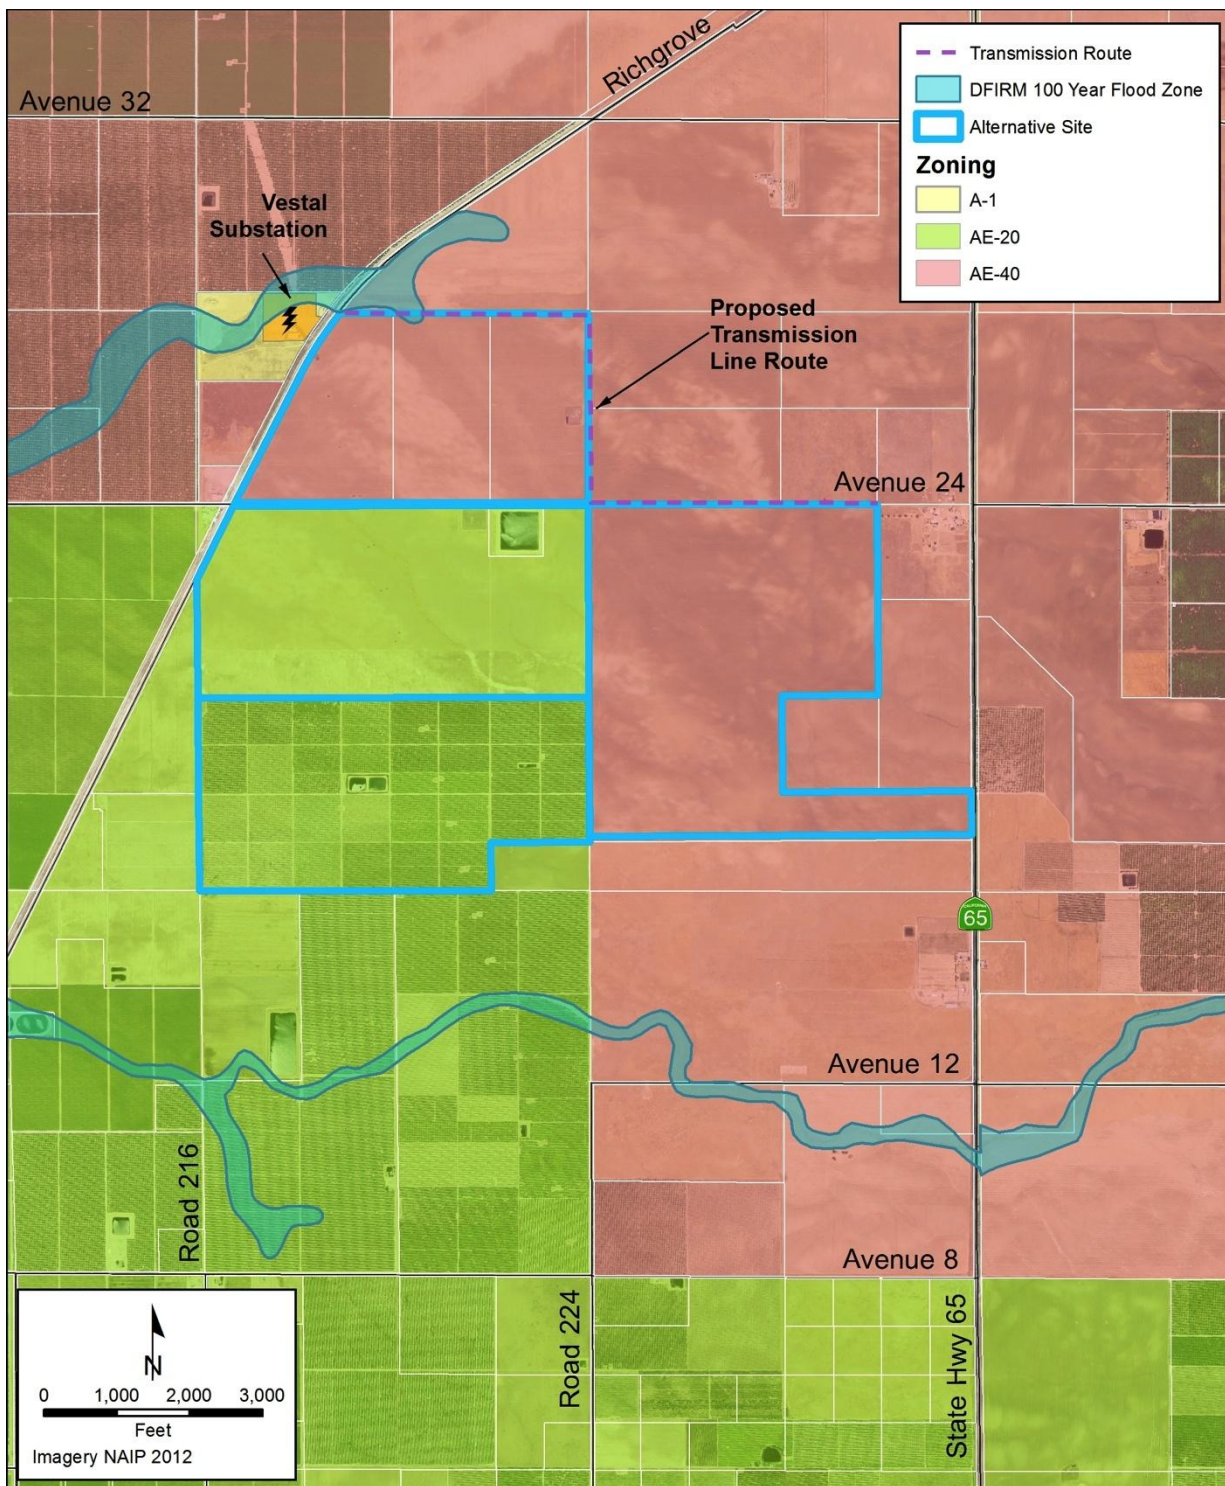 Avenue 32
Richgrove
Transmission Route
DFIRM 100 Year Flood Zone
Alternative Site
Zoning
A-1
AE-20
AE-40
Vestal
Substation
Proposed
Transmission
Line Route
Avenue 24
CALIFORNIA
65
Avenue 12
Road 216
Avenue 8
Road 224
State Hwy 65
N
0 1,000 2,000 3,000
Feet
Imagery NAIP 2012